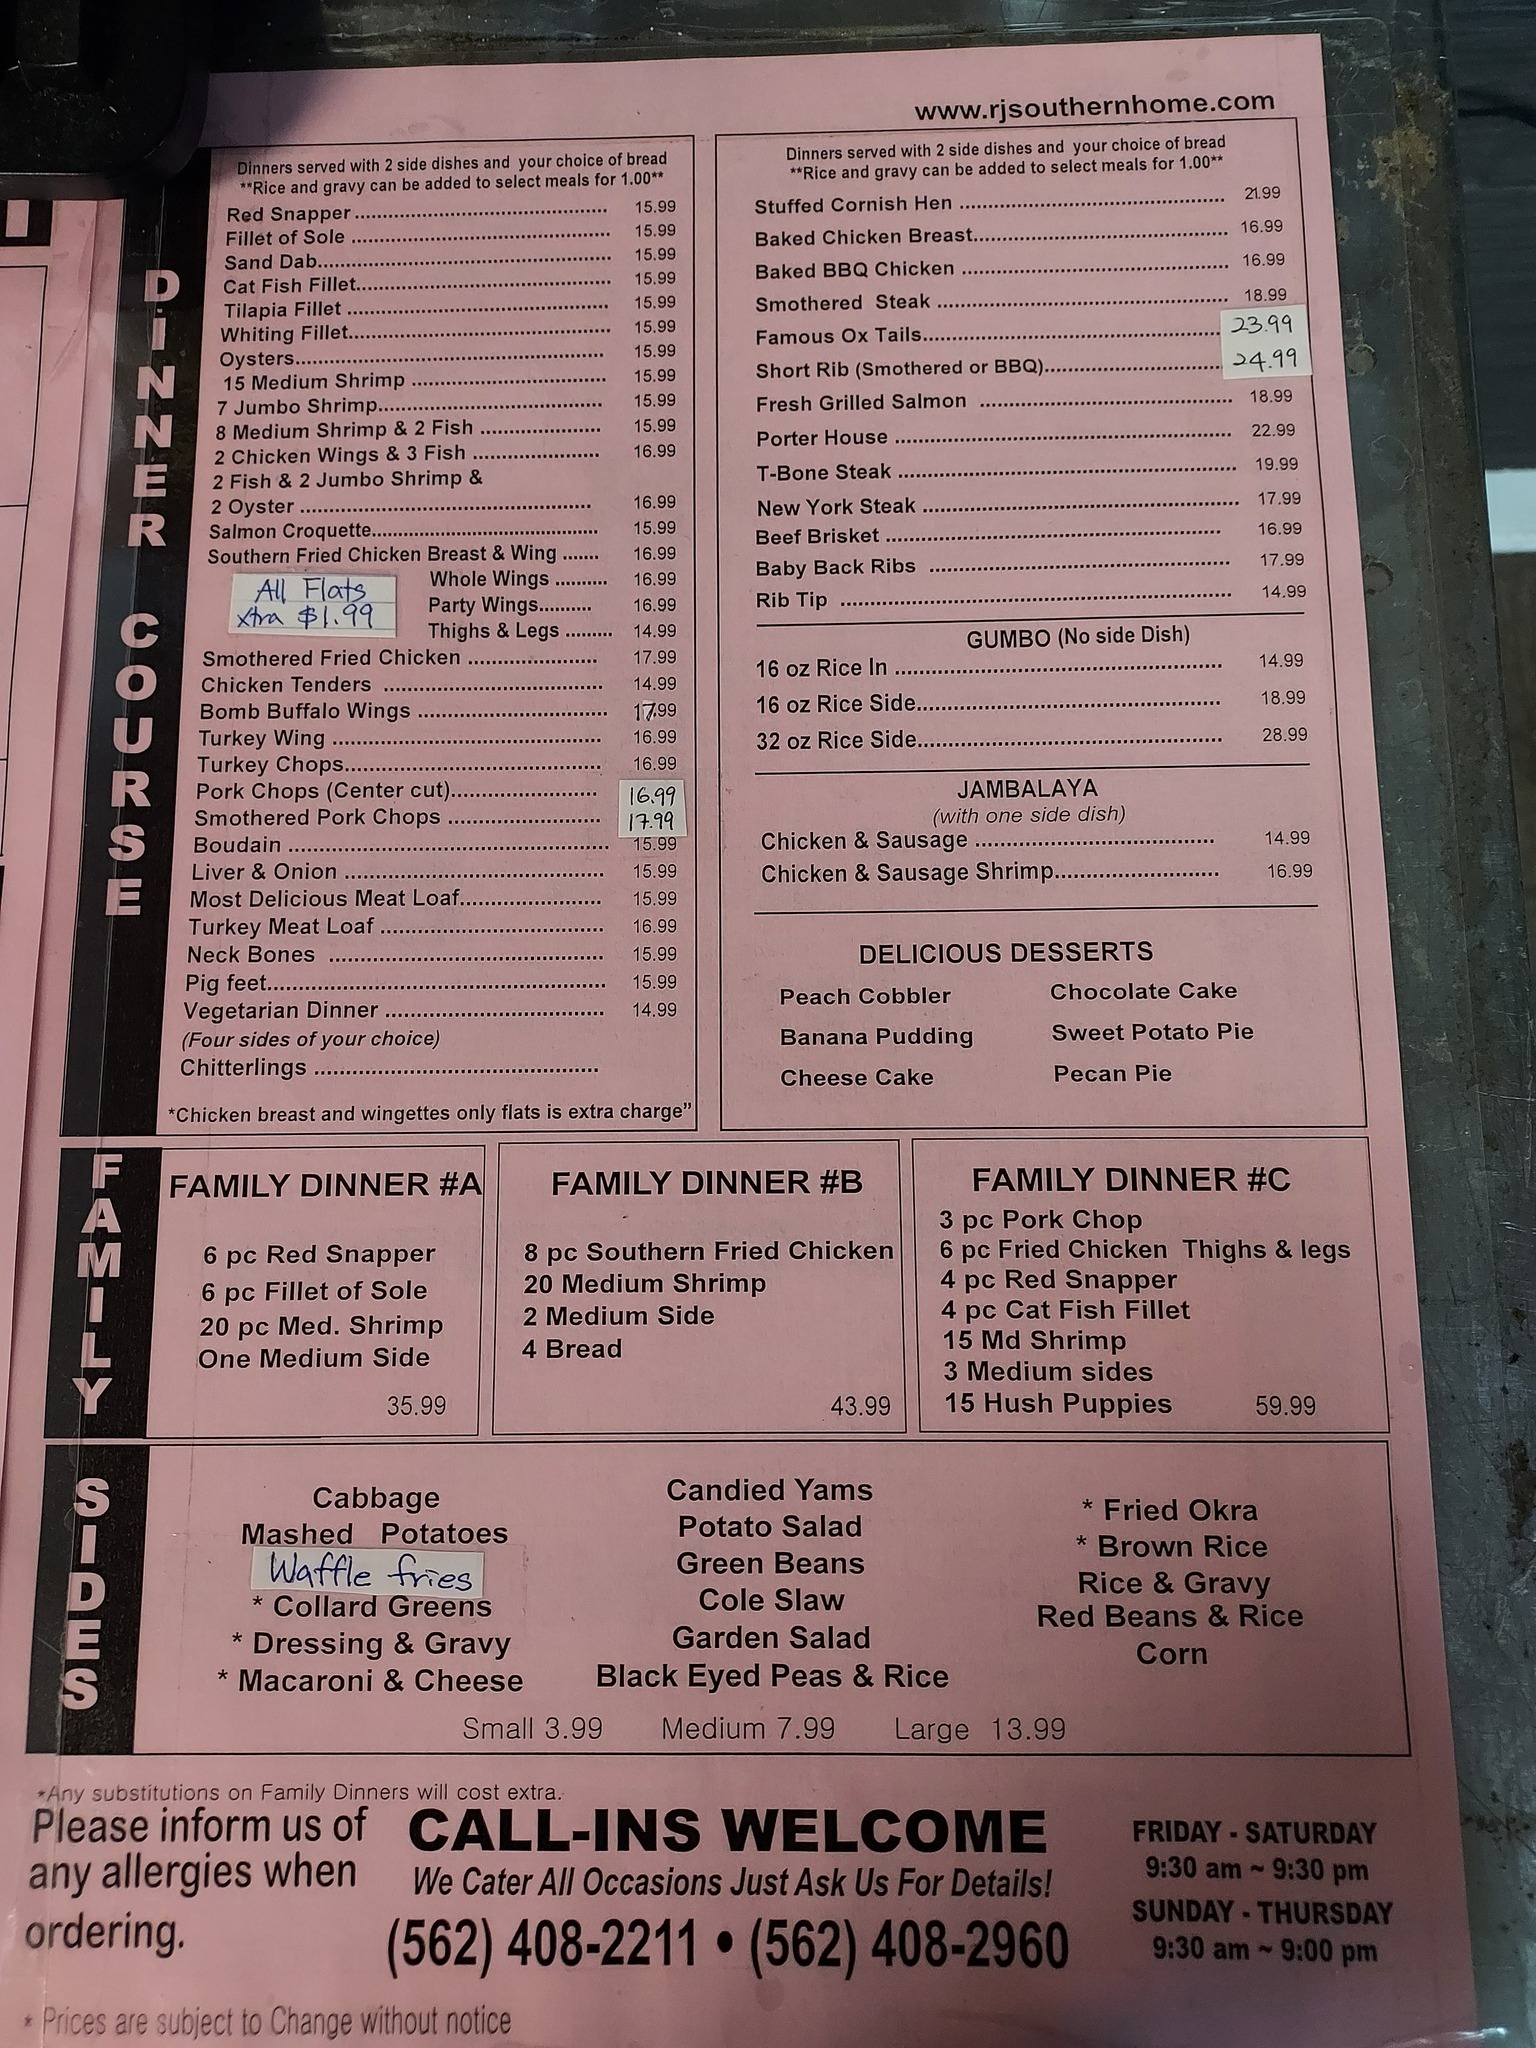 www.rjsouthernhome.com
DINNER COURSE
Dinners served with 2 side dishes and your choice of bread
**Rice and gravy can be added to select meals for 1.00**
Red Snapper ........ 15.99
Fillet of Sole ........ 15.99
Sand Dab........ 15.99
Cat Fish Fillet........ 15.99
Tilapia Fillet ........ 15.99
Whiting Fillet........ 15.99
Oysters........ 15.99
15 Medium Shrimp ........ 15.99
7 Jumbo Shrimp........ 15.99
8 Medium Shrimp & 2 Fish ........ 15.99
2 Chicken Wings & 3 Fish ........ 16.99
2 Fish & 2 Jumbo Shrimp &
2 Oyster ........ 16.99
Salmon Croquette........ 15.99
Southern Fried Chicken Breast & Wing ....... 16.99
All Flats
xtra $1.99
Whole Wings .......... 16.99
Party Wings.......... 16.99
Thighs & Legs ......... 14.99
Smothered Fried Chicken ........ 17.99
Chicken Tenders ........ 14.99
Bomb Buffalo Wings ........ 17.99
Turkey Wing ........ 16.99
Turkey Chops........ 16.99
Pork Chops (Center cut)........ 16.99
Smothered Pork Chops ........ 17.99
Boudain ........ 15.99
Liver & Onion ........ 15.99
Most Delicious Meat Loaf........ 15.99
Turkey Meat Loaf ........ 16.99
Neck Bones ........ 15.99
Pig feet........ 15.99
Vegetarian Dinner ........ 14.99
(Four sides of your choice)
Chitterlings ........
*Chicken breast and wingettes only flats is extra charge"
Dinners served with 2 side dishes and your choice of bread
**Rice and gravy can be added to select meals for 1.00**
Stuffed Cornish Hen ........ 21.99
Baked Chicken Breast........ 16.99
Baked BBQ Chicken ........ 16.99
Smothered Steak ........ 18.99
Famous Ox Tails........ 23.99
Short Rib (Smothered or BBQ)........ 24.99
Fresh Grilled Salmon ........ 18.99
Porter House ........ 22.99
T-Bone Steak ........ 19.99
New York Steak ........ 17.99
Beef Brisket ........ 16.99
Baby Back Ribs ........ 17.99
Rib Tip ........ 14.99
GUMBO (No side Dish)
16 oz Rice In ........ 14.99
16 oz Rice Side........ 18.99
32 oz Rice Side........ 28.99
JAMBALAYA
(with one side dish)
Chicken & Sausage ........ 14.99
Chicken & Sausage Shrimp........ 16.99
DELICIOUS DESSERTS
Peach Cobbler Chocolate Cake
Banana Pudding Sweet Potato Pie
Cheese Cake Pecan Pie
FAMILY
FAMILY DINNER #A
6 pc Red Snapper
6 pc Fillet of Sole
20 pc Med. Shrimp
One Medium Side
35.99
FAMILY DINNER #B
8 pc Southern Fried Chicken
20 Medium Shrimp
2 Medium Side
4 Bread
43.99
FAMILY DINNER #C
3 pc Pork Chop
6 pc Fried Chicken Thighs & legs
4 pc Red Snapper
4 pc Cat Fish Fillet
15 Md Shrimp
3 Medium sides
15 Hush Puppies 59.99
SIDES
Cabbage
Mashed Potatoes
Waffle fries
* Collard Greens
* Dressing & Gravy
* Macaroni & Cheese
Candied Yams
Potato Salad
Green Beans
Cole Slaw
Garden Salad
Black Eyed Peas & Rice
* Fried Okra
* Brown Rice
Rice & Gravy
Red Beans & Rice
Corn
Small 3.99 Medium 7.99 Large 13.99
*Any substitutions on Family Dinners will cost extra.
Please inform us of
any allergies when
ordering.
CALL-INS WELCOME
We Cater All Occasions Just Ask Us For Details!
(562) 408-2211 • (562) 408-2960
FRIDAY - SATURDAY
9:30 am ~ 9:30 pm
SUNDAY - THURSDAY
9:30 am ~ 9:00 pm
* Prices are subject to Change without notice